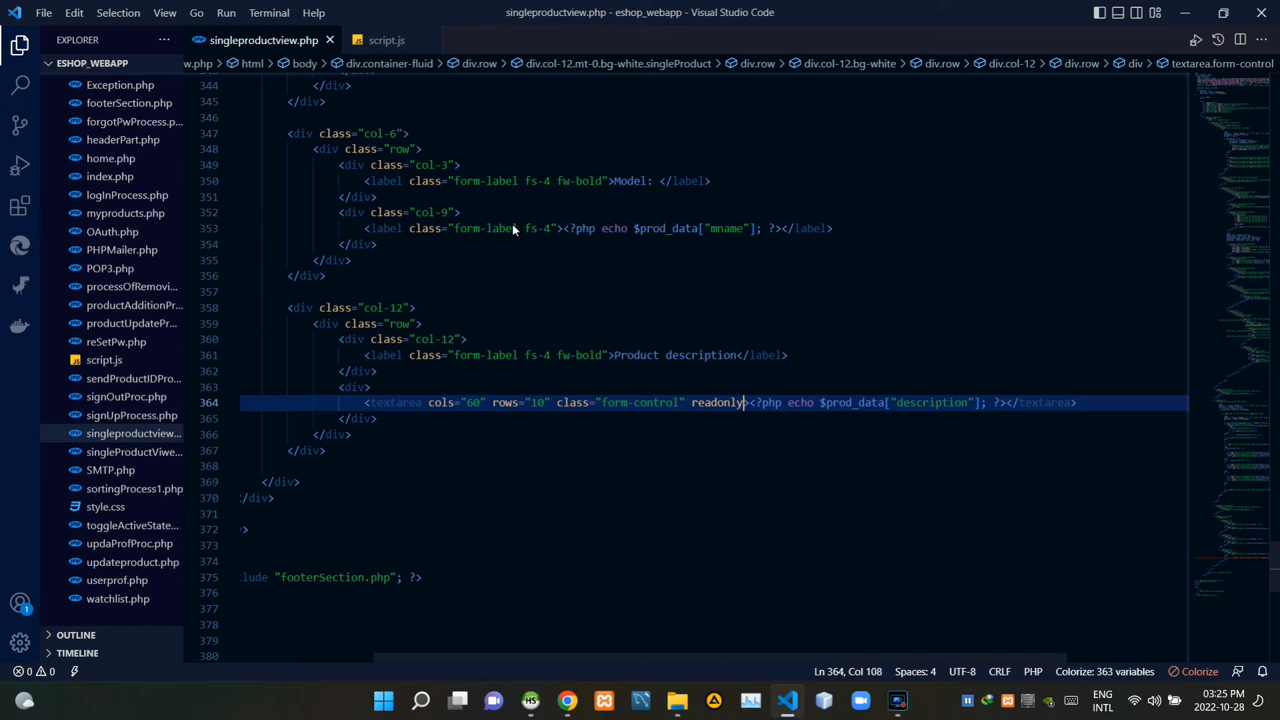 File Edit Selection View Go Run Terminal Help
singleproductview.php - eshop_webapp - Visual Studio Code
EXPLORER
singleproductview.php
script.js
ESHOP_WEBAPP
w.php > html > body > div.container-fluid > div.row > div.col-12.mt-0.bg-white.singleProduct > div.row > div.col-12.bg-white > div.row > div.col-12 > div.row > div > textarea.form-control
Exception.php
footerSection.php
forgotPwProcess.p...
headerPart.php
home.php
index.php
logInProcess.php
myproducts.php
OAuth.php
PHPMailer.php
POP3.php
processOfRemovi...
productAdditionPr...
productUpdatePr...
reSetPw.php
script.js
sendProductIDPro...
signOutProc.php
signUpProcess.php
singleproductview...
singleProductViwe...
SMTP.php
sortingProcess1.php
style.css
toggleActiveState...
updaProfProc.php
updateproduct.php
userprof.php
watchlist.php
OUTLINE
TIMELINE
344 </div>
345 </div>
346
347 <div class="col-6">
348 <div class="row">
349 <div class="col-3">
350 <label class="form-label fs-4 fw-bold">Model: </label>
351 </div>
352 <div class="col-9">
353 <label class="form-label fs-4"><?php echo $prod_data["mname"]; ?></label>
354 </div>
355 </div>
356 </div>
357
358 <div class="col-12">
359 <div class="row">
360 <div class="col-12">
361 <label class="form-label fs-4 fw-bold">Product description</label>
362 </div>
363 <div>
364 <textarea cols="60" rows="10" class="form-control" readonly><?php echo $prod_data["description"]; ?></textarea>
365 </div>
366 </div>
367 </div>
368
369 </div>
370 /div>
371
372 >
373
374
375 clude "footerSection.php"; ?>
376
377
378
379
380
0 0 Ln 364, Col 108 Spaces: 4 UTF-8 CRLF PHP Colorize: 363 variables Colorize
1
ENG
INTL
03:25 PM
2022-10-28